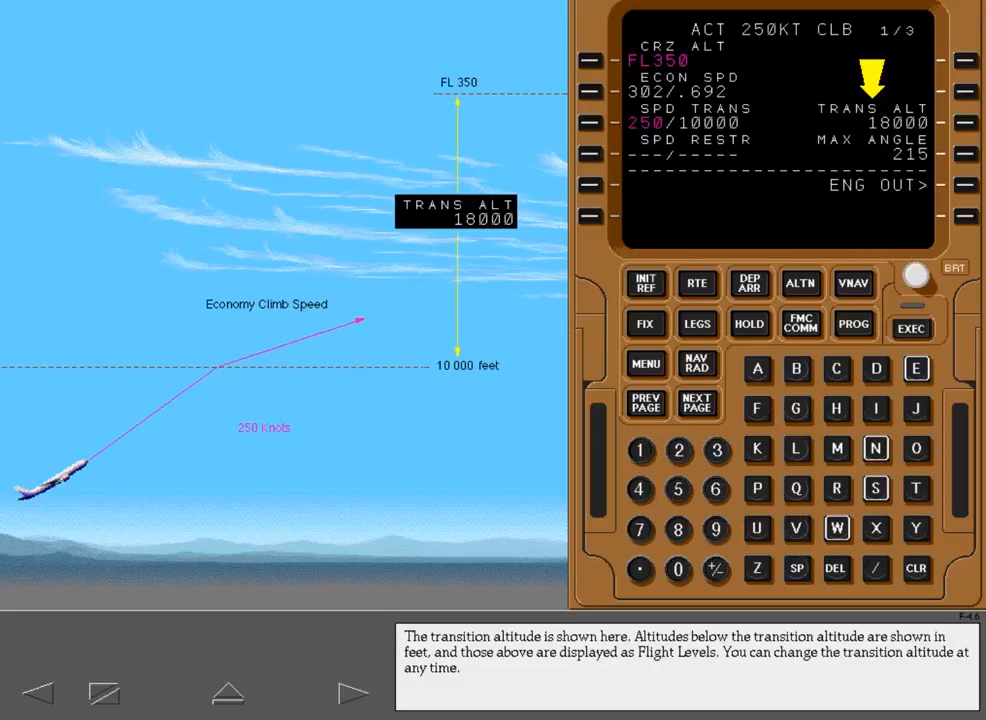 ACT 250KT CLB 1/3
CRZ ALT
FL350
ECON SPD
302/.692
SPD TRANS TRANS ALT
250/10000 18000
SPD RESTR MAX ANGLE
---/----- 215
ENG OUT>
FL 350
TRANS ALT
18000
Economy Climb Speed
10 000 feet
250 Knots
BRT
INIT REF RTE DEP ARR ALTN VNAV
FIX LEGS HOLD FMC COMM PROG EXEC
MENU NAV RAD
PREV PAGE NEXT PAGE
A B C D E
F G H I J
1 2 3 K L M N O
4 5 6 P Q R S T
7 8 9 U V W X Y
. 0 +/- Z SP DEL / CLR
F-4.6
The transition altitude is shown here. Altitudes below the transition altitude are shown in
feet, and those above are displayed as Flight Levels. You can change the transition altitude at
any time.